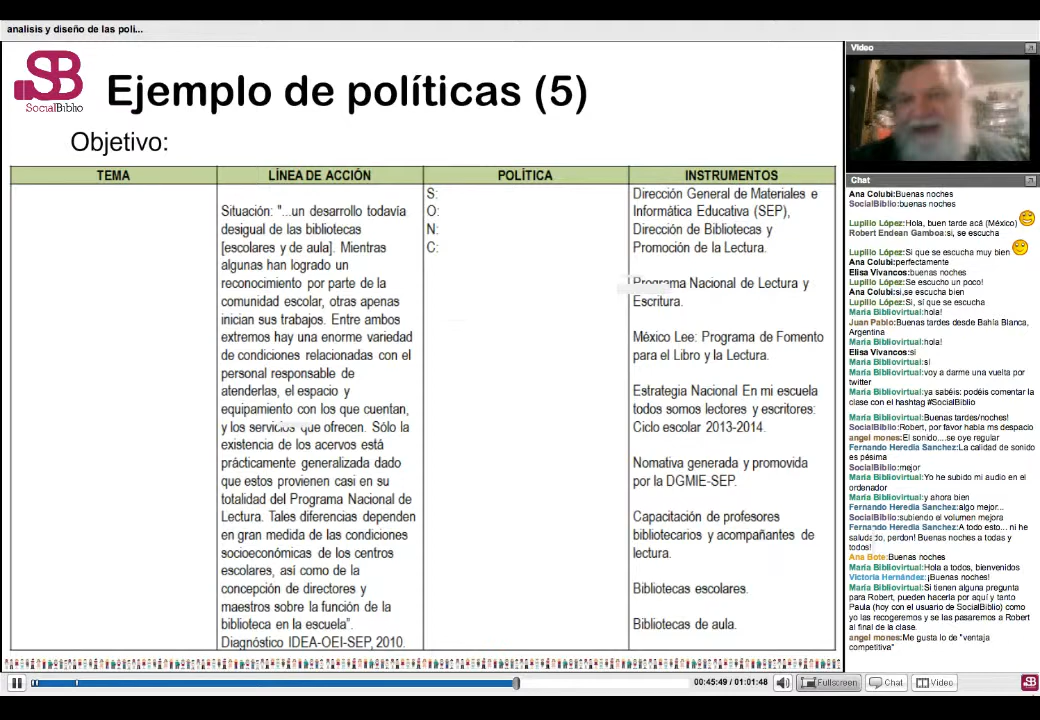 analisis y diseño de las poli...
SB
SocialBiblio
Ejemplo de políticas (5)
Objetivo:
TEMA
LÍNEA DE ACCIÓN
Situación: "...un desarrollo todavía
desigual de las bibliotecas
[escolares y de aula]. Mientras
algunas han logrado un
reconocimiento por parte de la
comunidad escolar, otras apenas
inician sus trabajos. Entre ambos
extremos hay una enorme variedad
de condiciones relacionadas con el
personal responsable de
atenderlas, el espacio y
equipamiento con los que cuentan,
y los servicios que ofrecen. Sólo la
existencia de los acervos está
prácticamente generalizada dado
que estos provienen casi en su
totalidad del Programa Nacional de
Lectura. Tales diferencias dependen
en gran medida de las condiciones
socioeconómicas de los centros
escolares, así como de la
concepción de directores y
maestros sobre la función de la
biblioteca en la escuela".
Diagnóstico IDEA-OEI-SEP, 2010.
POLÍTICA
S:
O:
N:
C:
INSTRUMENTOS
Dirección General de Materiales e
Informática Educativa (SEP),
Dirección de Bibliotecas y
Promoción de la Lectura.
Programa Nacional de Lectura y
Escritura.
México Lee: Programa de Fomento
para el Libro y la Lectura.
Estrategia Nacional En mi escuela
todos somos lectores y escritores:
Ciclo escolar 2013-2014.
Nomativa generada y promovida
por la DGMIE-SEP.
Capacitación de profesores
bibliotecarios y acompañantes de
lectura.
Bibliotecas escolares.
Bibliotecas de aula.
Video
Chat
Ana Colubi:Buenas noches
SocialBiblio:buenas noches
Lupillo López:Hola, buen tarde acá (México)
Robert Endean Gamboa:si, se escucha
Lupillo López:Si que se escucha muy bien
Ana Colubi:perfectamente
Elisa Vivancos:buenas noches
Lupillo López:Se escucho un poco!
Ana Colubi:si,se escucha bien
Lupillo López:Si, sí que se escucha
María Bibliovirtual:hola!
Juan Pablo:Buenas tardes desde Bahía Blanca,
Argentina
María Bibliovirtual:hola!
Elisa Vivancos:si
María Bibliovirtual:sí
María Bibliovirtual:voy a darme una vuelta por
twitter
María Bibliovirtual:ya sabéis: podéis comentar la
clase con el hashtag #SocialBiblio
María Bibliovirtual:Buenas tardes/noches!
SocialBiblio:Robert, por favor habla ms despacio
angel mones:El sonido....se oye regular
Fernando Heredia Sanchez:La calidad de sonido
es pésima
SocialBiblio:mejor
María Bibliovirtual:Yo he subido mi audio en el
ordenador
María Bibliovirtual:y ahora bien
Fernando Heredia Sanchez:algo mejor...
SocialBiblio:subiendo el volumen mejora
Fernando Heredia Sanchez:A todo esto... ni he
saludado, perdon! Buenas noches a todas y
todos!
Ana Bote:Buenas noches
María Bibliovirtual:Hola a todos, bienvenidos
Victoria Hernández:¡Buenas noches!
María Bibliovirtual:Si tienen alguna pregunta
para Robert, pueden hacerla por aquí y tanto
Paula (hoy con el usuario de SocialBiblio) como
yo las recogeremos y se las pasaremos a Robert
al final de la clase.
angel mones:Me gusta lo de "ventaja
competitiva"
00:45:49 / 01:01:48
Fullscreen
Chat
Video
SB